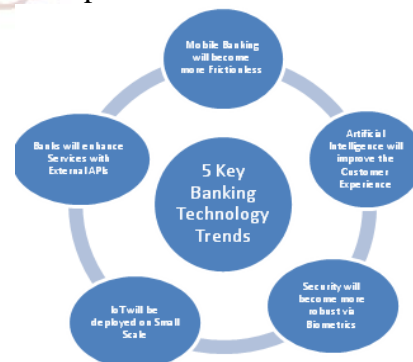 Mobile Banking
will become
more Frictionless
Artificial
Intelligence will
improve the
Customer
Experience
Security will
become more
robust via
Biometrics
IoT will be
deployed on Small
Scale
Banks will enhance
Services with
External APIs
5 Key
Banking
Technology
Trends